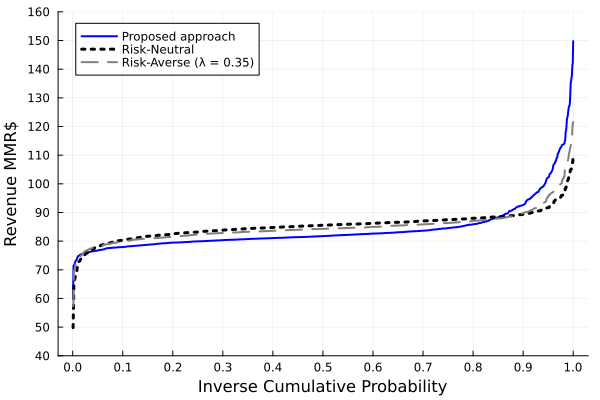 160
150
140
130
120
110
100
90
80
70
60
50
40
Revenue MMR$
Proposed approach
Risk-Neutral
Risk-Averse (λ = 0.35)
0.0 0.1 0.2 0.3 0.4 0.5 0.6 0.7 0.8 0.9 1.0
Inverse Cumulative Probability